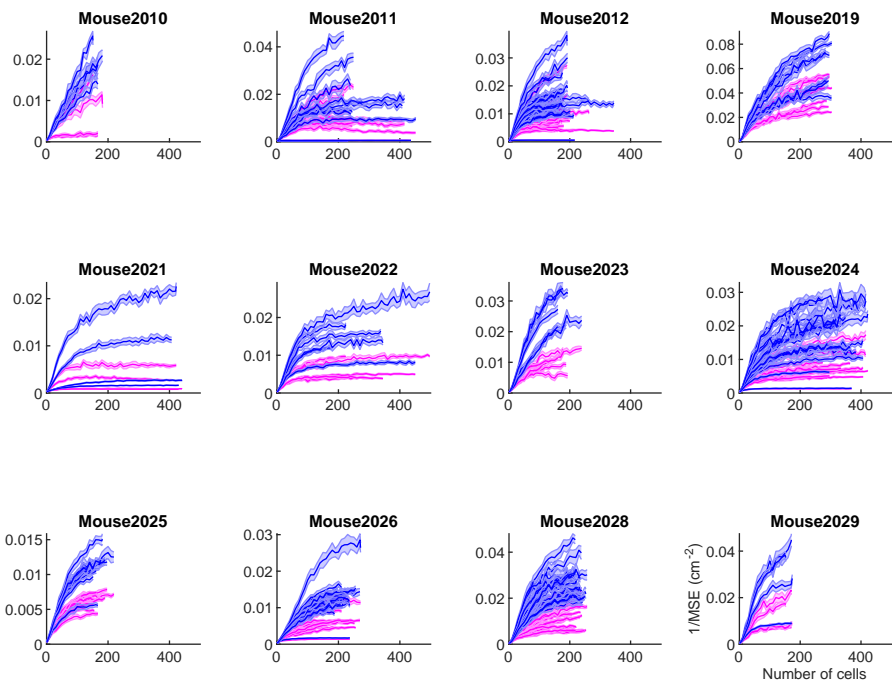 Mouse2010 Mouse2011 Mouse2012 Mouse2019
0.02 0.01 0 0 200 400
0.04 0.02 0 0 200 400
0.03 0.02 0.01 0 0 200 400
0.08 0.06 0.04 0.02 0 0 200 400
Mouse2021 Mouse2022 Mouse2023 Mouse2024
0.02 0.01 0 0 200 400
0.02 0.01 0 0 200 400
0.03 0.02 0.01 0 0 200 400
0.03 0.02 0.01 0 0 200 400
Mouse2025 Mouse2026 Mouse2028 Mouse2029
0.015 0.01 0.005 0 0 200 400
0.03 0.02 0.01 0 0 200 400
0.04 0.02 0 0 200 400
0.04 0.02 0 0 200 400
1/MSE (cm⁻²)
Number of cells